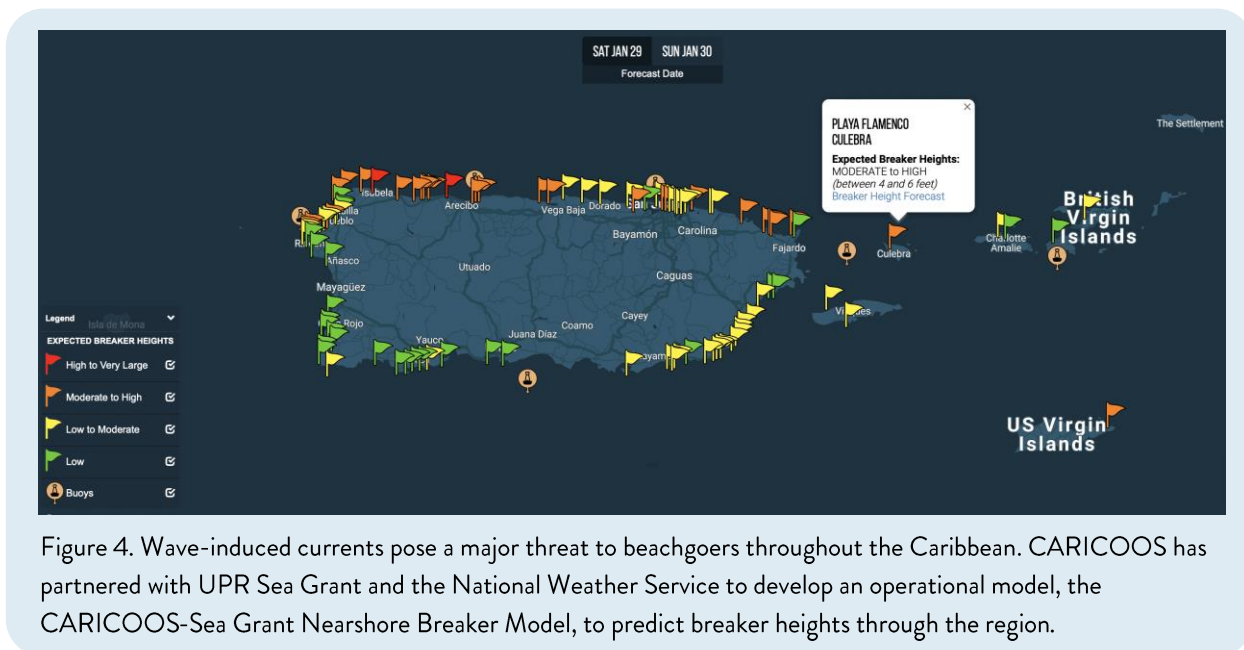 SAT JAN 29 SUN JAN 30
Forecast Date
×
PLAYA FLAMENCO
CULEBRA
Expected Breaker Heights:
MODERATE to HIGH
(between 4 and 6 feet)
Breaker Height Forecast
The Settlement
Isabela
Arecibo
Vega Baja
Dorado
Bayamón
Carolina
Fajardo
Culebra
Charlotte
Amalie
British
Virgin
Islands
Añasco
Utuado
Caguas
Mayagüez
Cayey
Coamo
Juana Díaz
Yauco
Rojo
Vieques
US Virgin
Islands
Legend
Isla de Mona
EXPECTED BREAKER HEIGHTS
High to Very Large
Moderate to High
Low to Moderate
Low
Buoys
Figure 4. Wave-induced currents pose a major threat to beachgoers throughout the Caribbean. CARICOOS has
partnered with UPR Sea Grant and the National Weather Service to develop an operational model, the
CARICOOS-Sea Grant Nearshore Breaker Model, to predict breaker heights through the region.